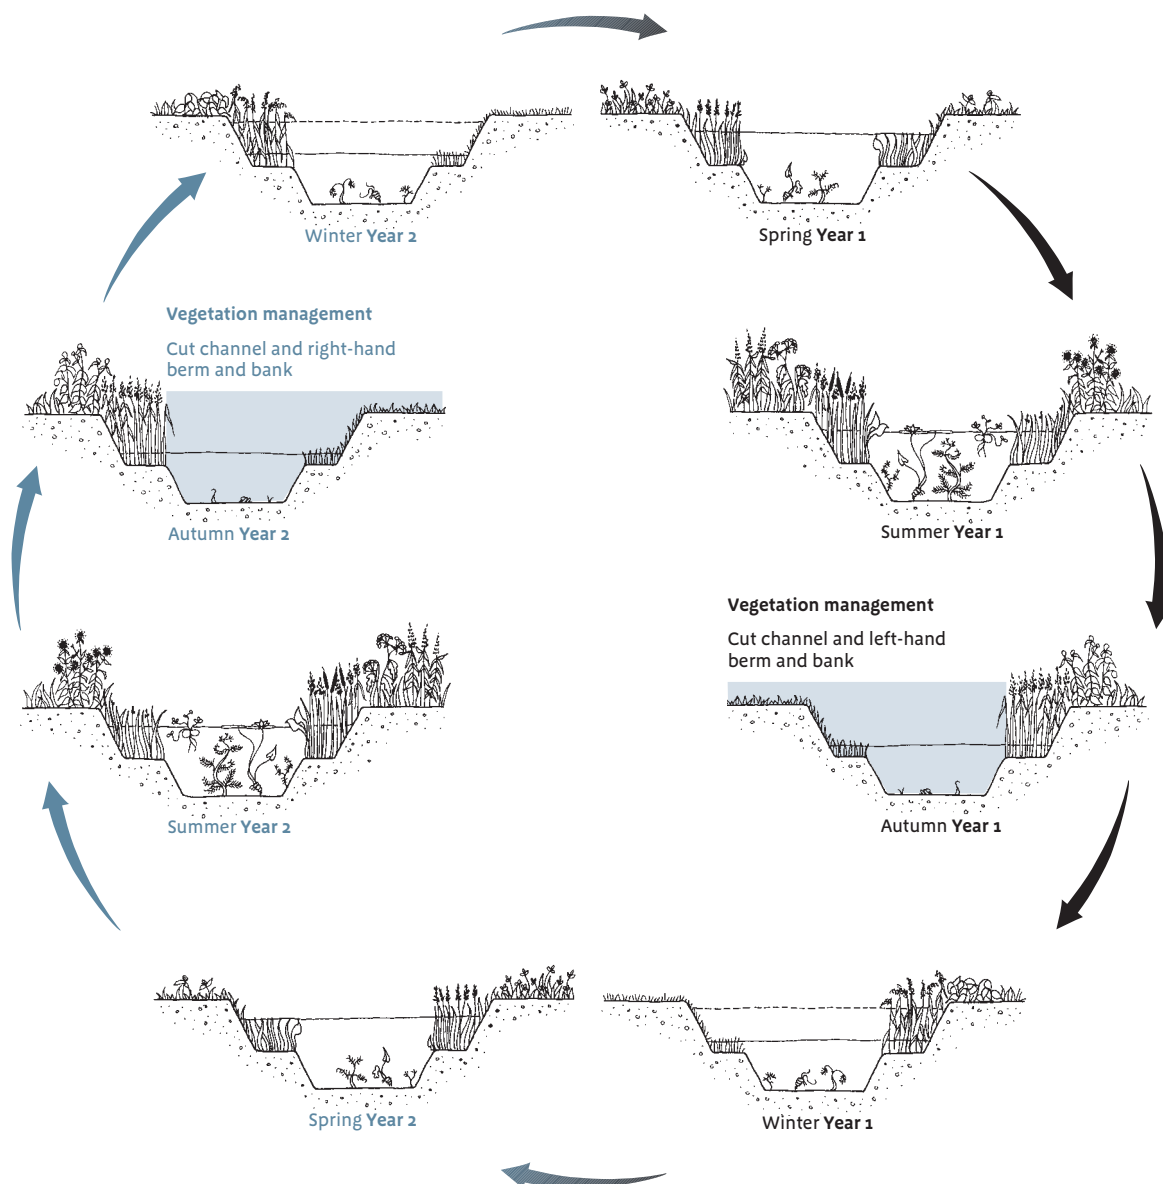 Winter Year 2
Spring Year 1
Vegetation management
Cut channel and right-hand
berm and bank
Autumn Year 2
Summer Year 1
Vegetation management
Cut channel and left-hand
berm and bank
Summer Year 2
Autumn Year 1
Spring Year 2
Winter Year 1